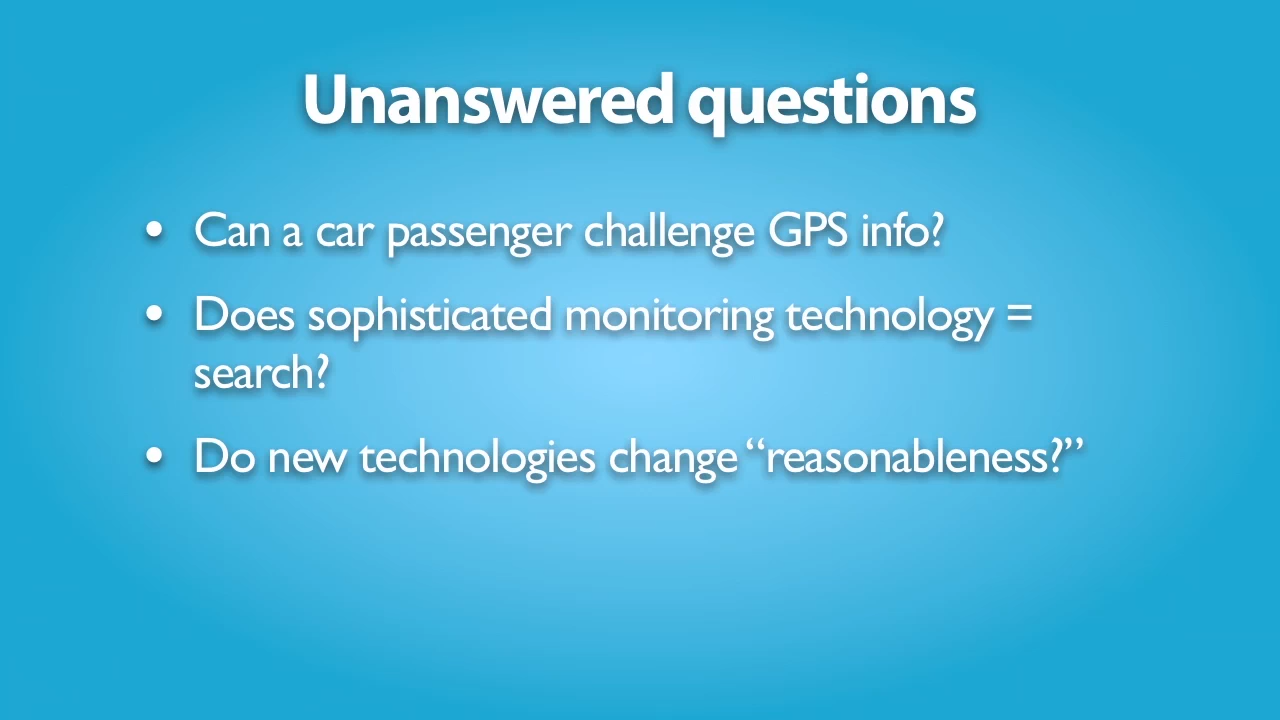 Unanswered questions
• Can a car passenger challenge GPS info?
• Does sophisticated monitoring technology =
search?
• Do new technologies change “reasonableness?”